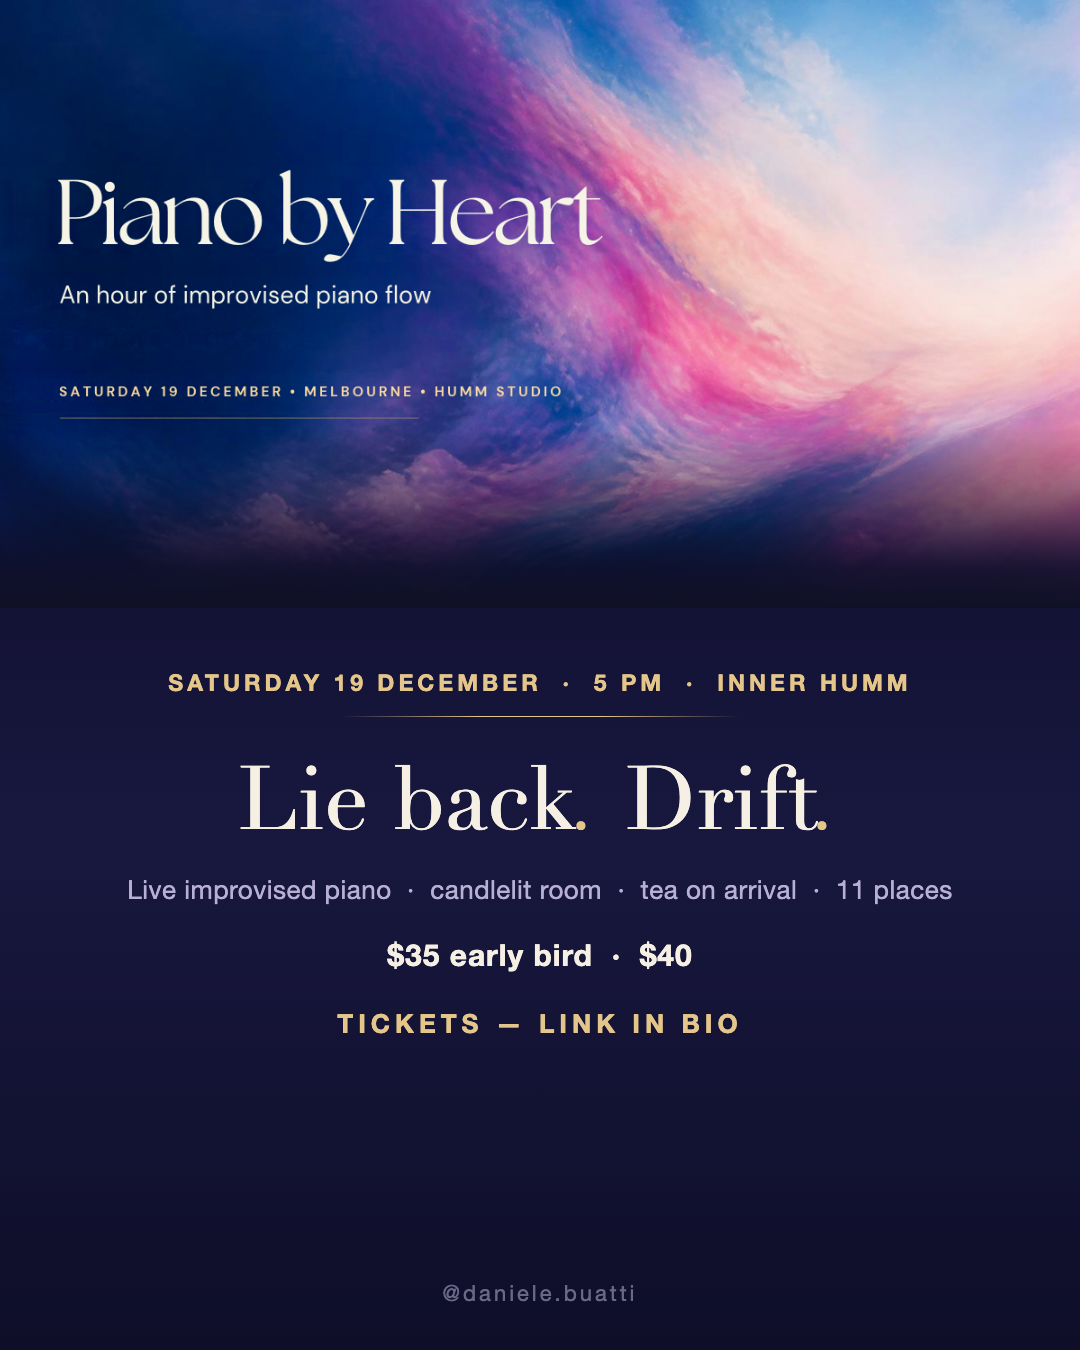 Piano by Heart
An hour of improvised piano flow
SATURDAY 19 DECEMBER • MELBOURNE • HUMM STUDIO
SATURDAY 19 DECEMBER · 5 PM · INNER HUMM
Lie back. Drift.
Live improvised piano · candlelit room · tea on arrival · 11 places
$35 early bird · $40
TICKETS — LINK IN BIO
@daniele.buatti